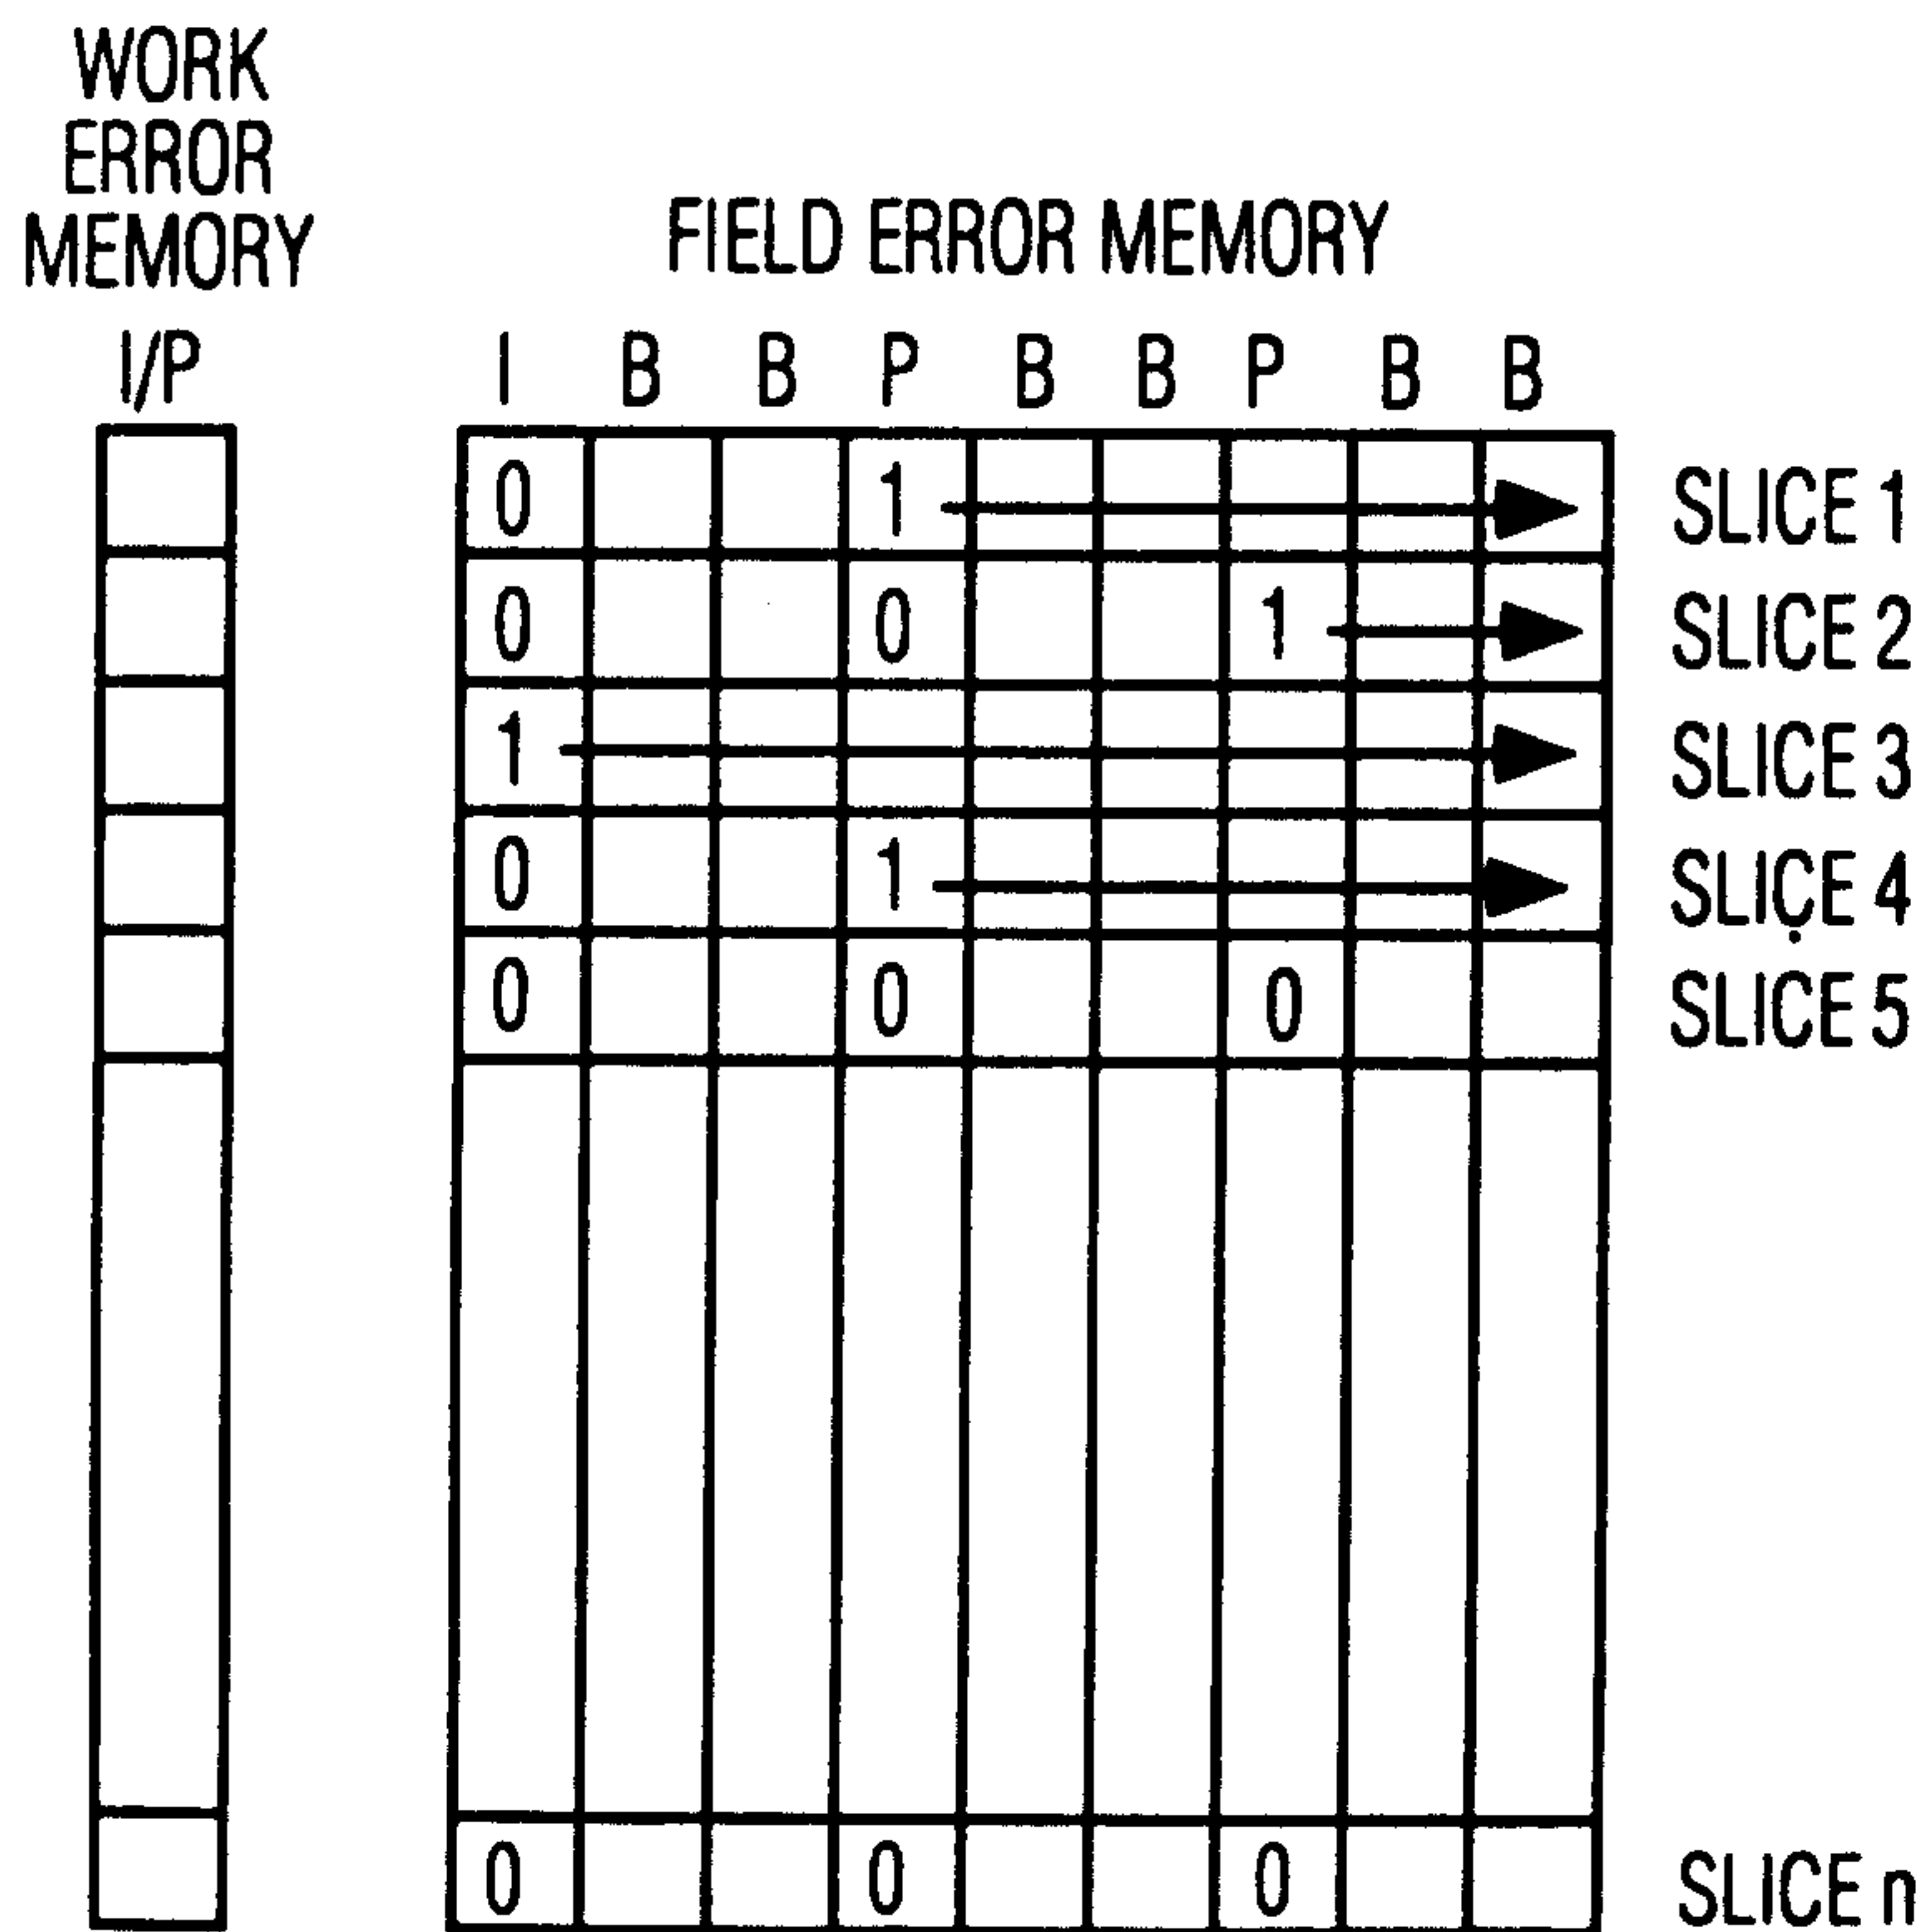 WORK
ERROR
MEMORY
FIELD ERROR MEMORY
I/P
I B B P B B P B B
0 1 SLICE 1
0 0 1 SLICE 2
1 SLICE 3
0 1 SLICE 4
0 0 0 SLICE 5
0 0 0 SLICE n